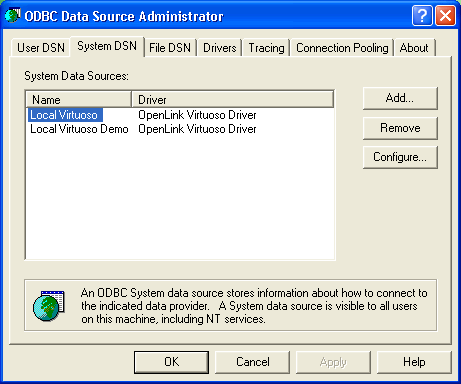 ODBC Data Source Administrator
User DSN System DSN File DSN Drivers Tracing Connection Pooling About
System Data Sources:
Name Driver
Local Virtuoso OpenLink Virtuoso Driver
Local Virtuoso Demo OpenLink Virtuoso Driver
Add...
Remove
Configure...
An ODBC System data source stores information about how to connect to
the indicated data provider. A System data source is visible to all users
on this machine, including NT services.
OK Cancel Apply Help